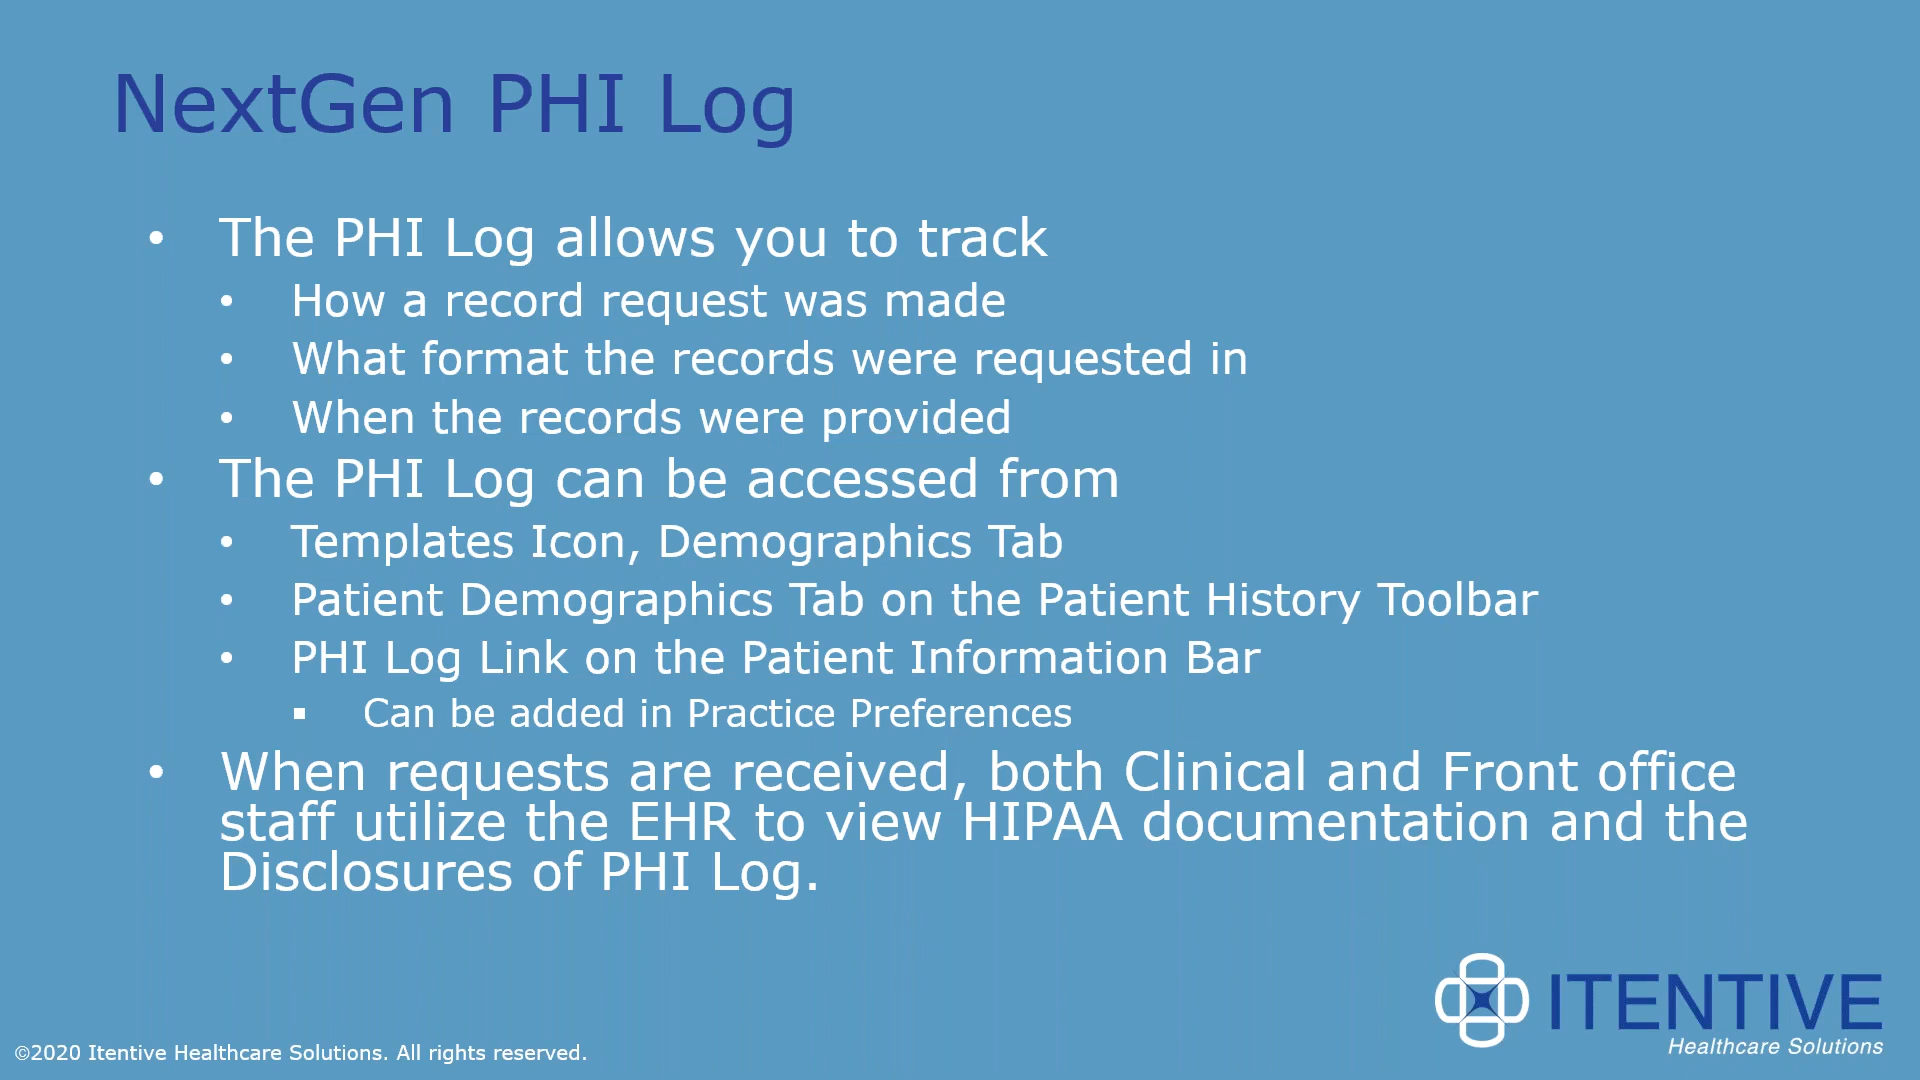 NextGen PHI Log
• The PHI Log allows you to track
• How a record request was made
• What format the records were requested in
• When the records were provided
• The PHI Log can be accessed from
• Templates Icon, Demographics Tab
• Patient Demographics Tab on the Patient History Toolbar
• PHI Log Link on the Patient Information Bar
▪ Can be added in Practice Preferences
• When requests are received, both Clinical and Front office
staff utilize the EHR to view HIPAA documentation and the
Disclosures of PHI Log.
ITENTIVE
Healthcare Solutions
©2020 Itentive Healthcare Solutions. All rights reserved.